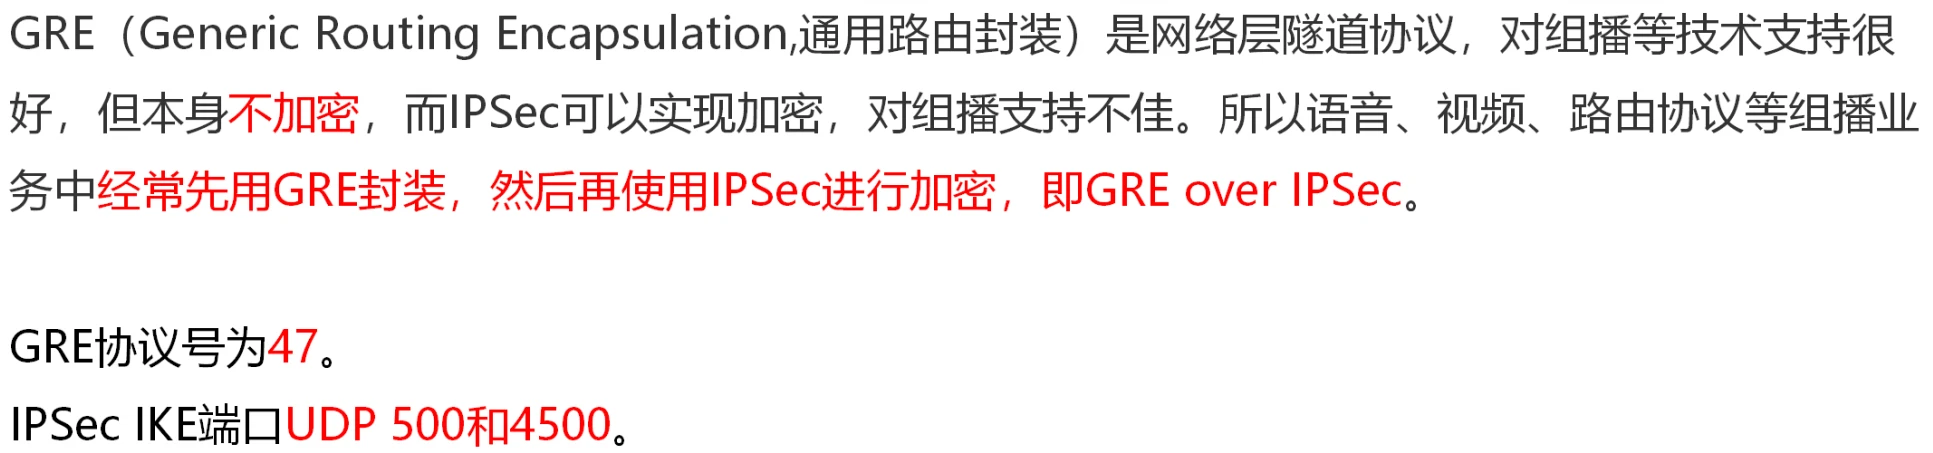 GRE（Generic Routing Encapsulation,通用路由封装）是网络层隧道协议，对组播等技术支持很
好，但本身不加密，而IPSec可以实现加密，对组播支持不佳。所以语音、视频、路由协议等组播业
务中经常先用GRE封装，然后再使用IPSec进行加密，即GRE over IPSec。
GRE协议号为47。
IPSec IKE端口UDP 500和4500。